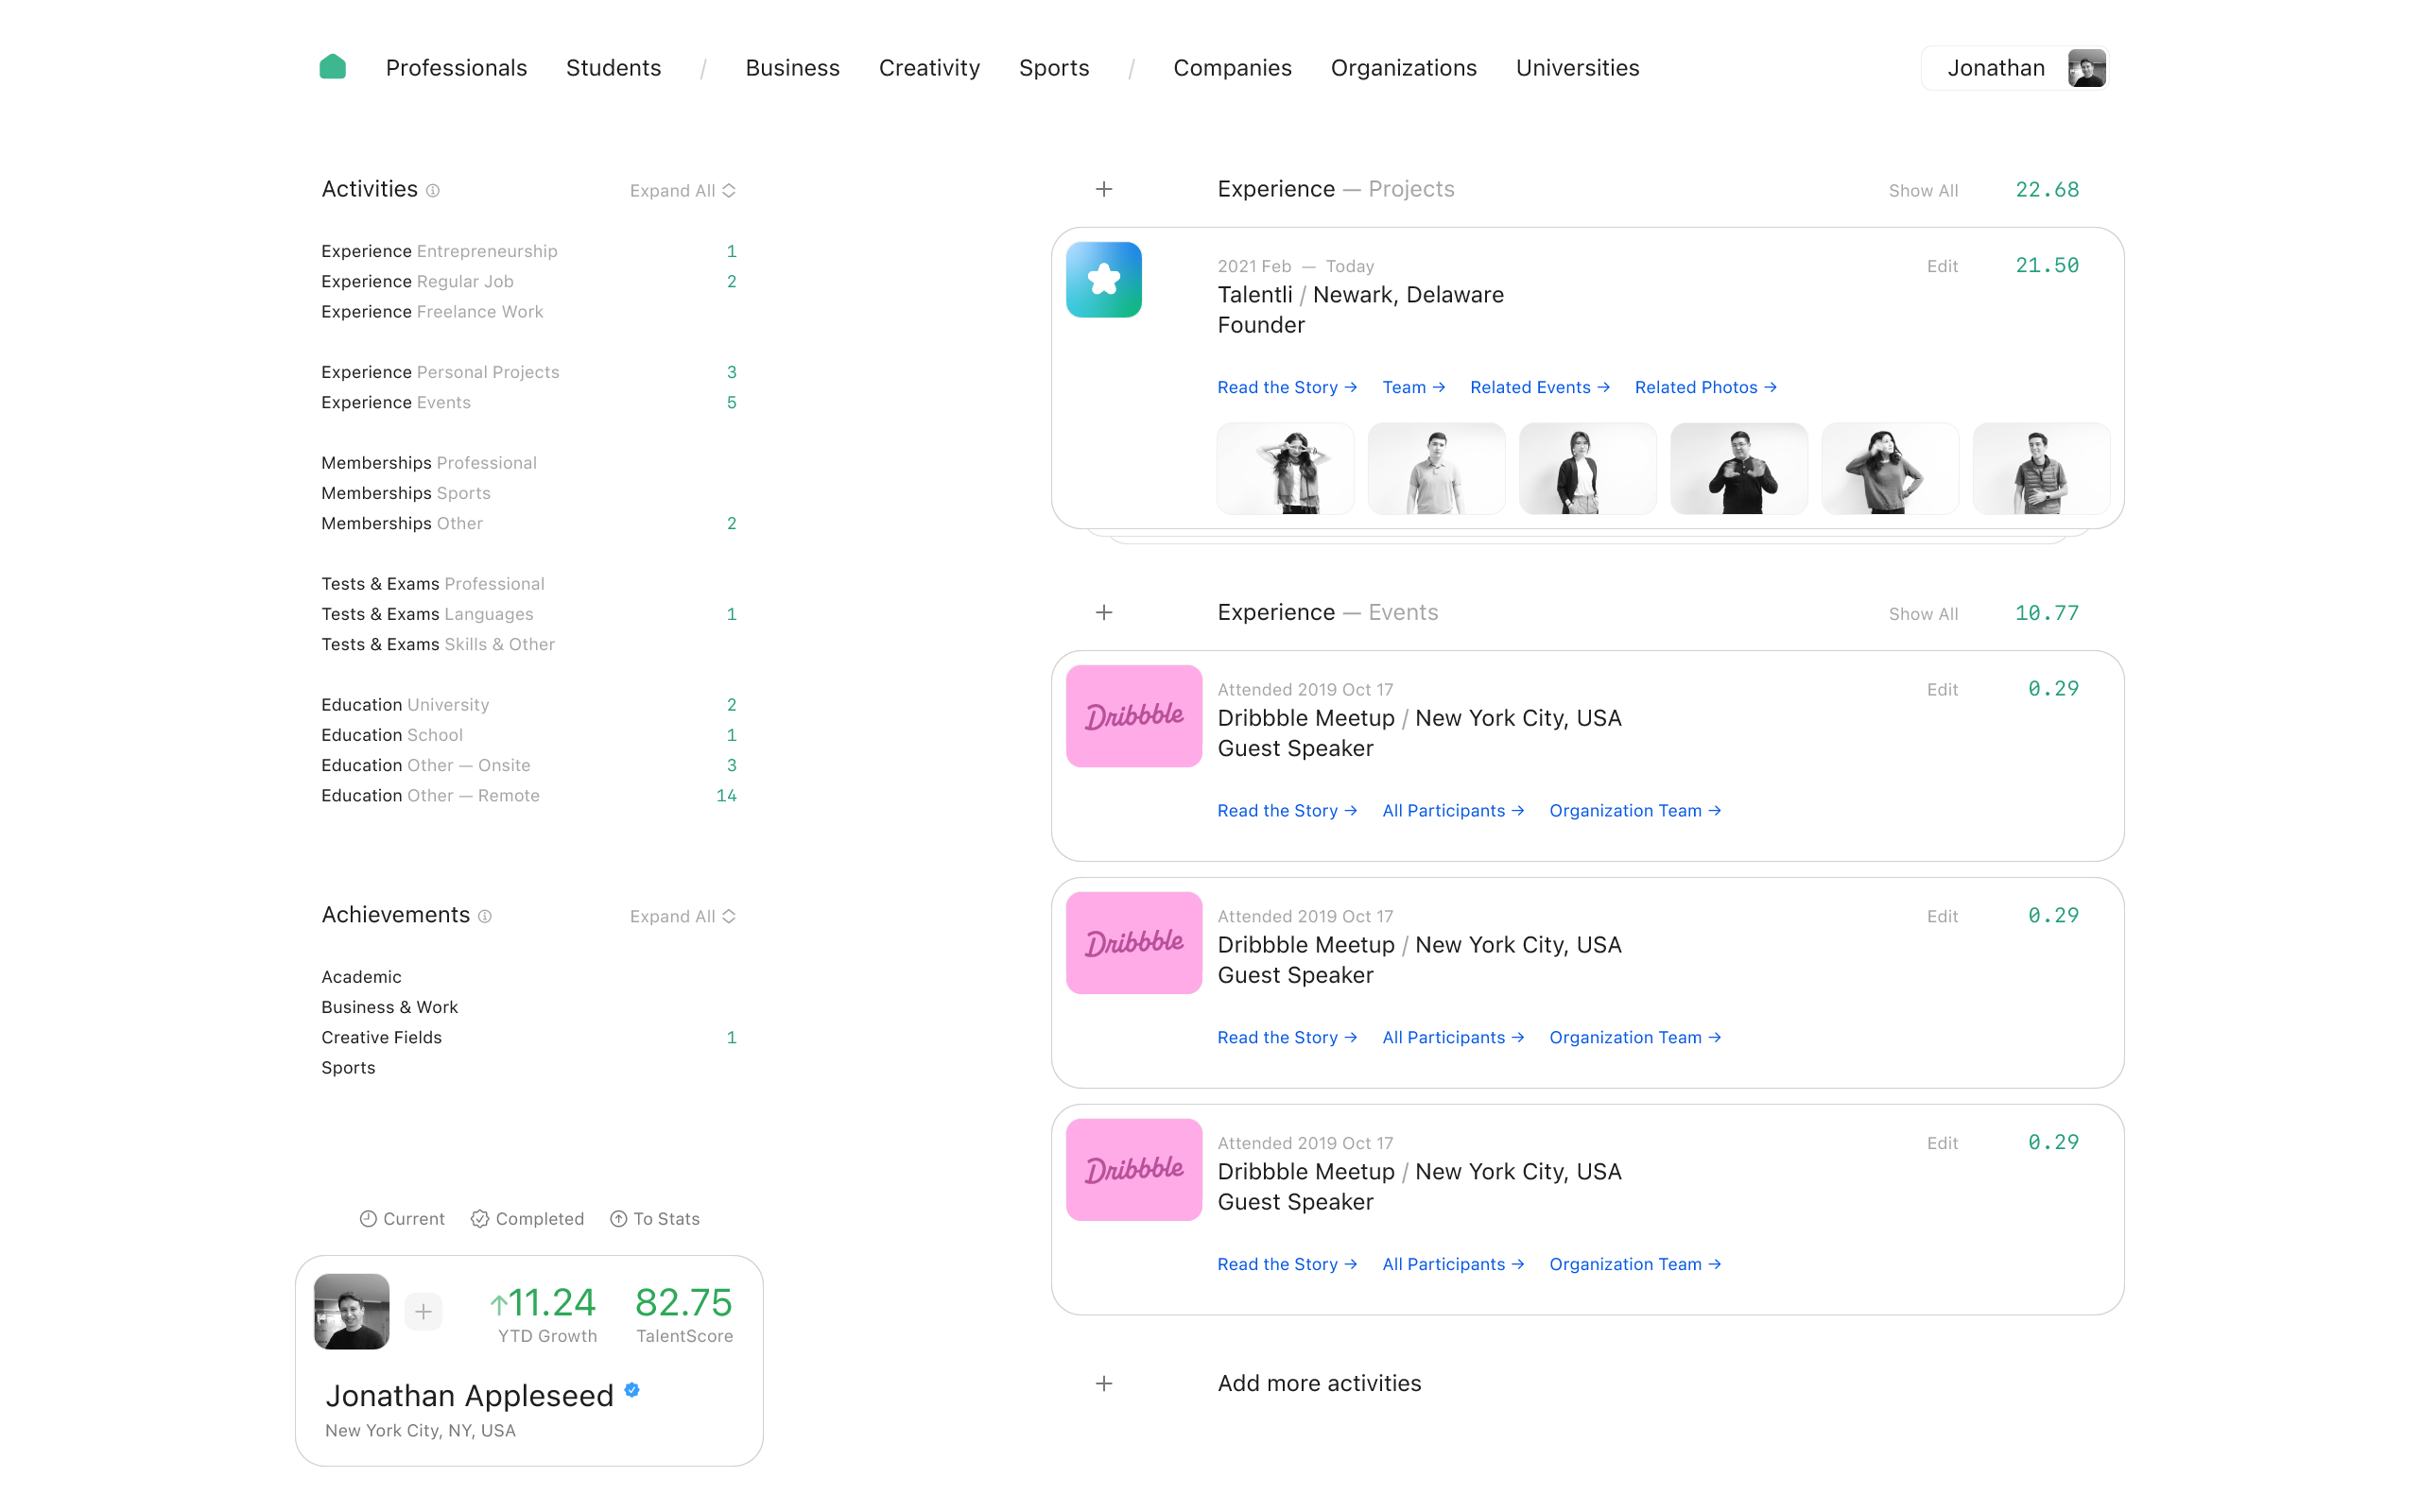 Professionals Students / Business Creativity Sports / Companies Organizations Universities Jonathan
Activities Expand All
Experience Entrepreneurship 1
Experience Regular Job 2
Experience Freelance Work
Experience Personal Projects 3
Experience Events 5
Memberships Professional
Memberships Sports
Memberships Other 2
Tests & Exams Professional
Tests & Exams Languages 1
Tests & Exams Skills & Other
Education University 2
Education School 1
Education Other — Onsite 3
Education Other — Remote 14
Achievements Expand All
Academic
Business & Work
Creative Fields 1
Sports
Current Completed To Stats
↑11.24 82.75
YTD Growth TalentScore
Jonathan Appleseed
New York City, NY, USA
+ Experience — Projects Show All 22.68
2021 Feb — Today Edit 21.50
Talentli / Newark, Delaware
Founder
Read the Story → Team → Related Events → Related Photos →
+ Experience — Events Show All 10.77
Attended 2019 Oct 17 Edit 0.29
Dribbble Dribbble Meetup / New York City, USA
Guest Speaker
Read the Story → All Participants → Organization Team →
Attended 2019 Oct 17 Edit 0.29
Dribbble Dribbble Meetup / New York City, USA
Guest Speaker
Read the Story → All Participants → Organization Team →
Attended 2019 Oct 17 Edit 0.29
Dribbble Dribbble Meetup / New York City, USA
Guest Speaker
Read the Story → All Participants → Organization Team →
+ Add more activities